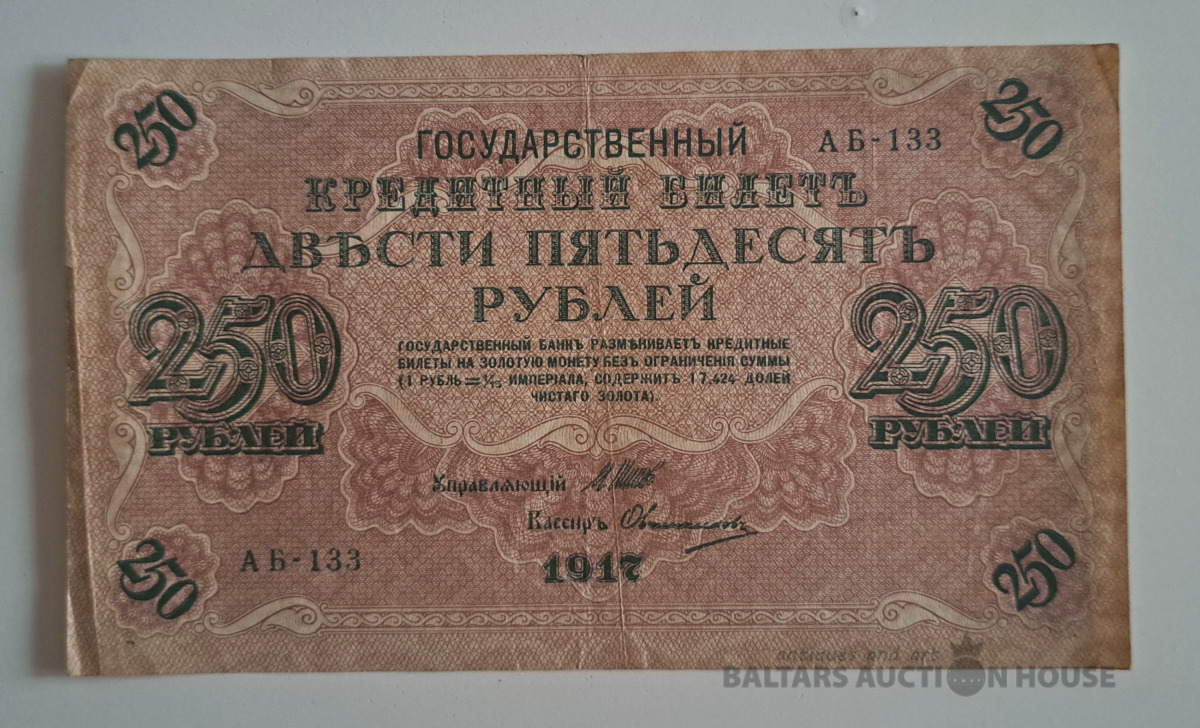 250
250
ГОСУДАРСТВЕННЫЙ
АБ-133
КРЕДИТНЫЙ БИЛЕТЪ
ДВѢСТИ ПЯТЬДЕСЯТЪ
РУБЛЕЙ
250
РУБЛЕЙ
ГОСУДАРСТВЕННЫЙ БАНКЪ РАЗМѢНИВАЕТЪ КРЕДИТНЫЕ
БИЛЕТЫ НА ЗОЛОТУЮ МОНЕТУ БЕЗЪ ОГРАНИЧЕНІЯ СУММЫ
(1 РУБЛЬ = 1/15 ИМПЕРІАЛА, СОДЕРЖИТЪ 17,424 ДОЛЕЙ
ЧИСТАГО ЗОЛОТА).
250
РУБЛЕЙ
Управляющій
Кассиръ
АБ-133
1917
250
250
antiques and art
BALTARS AUCTION HOUSE